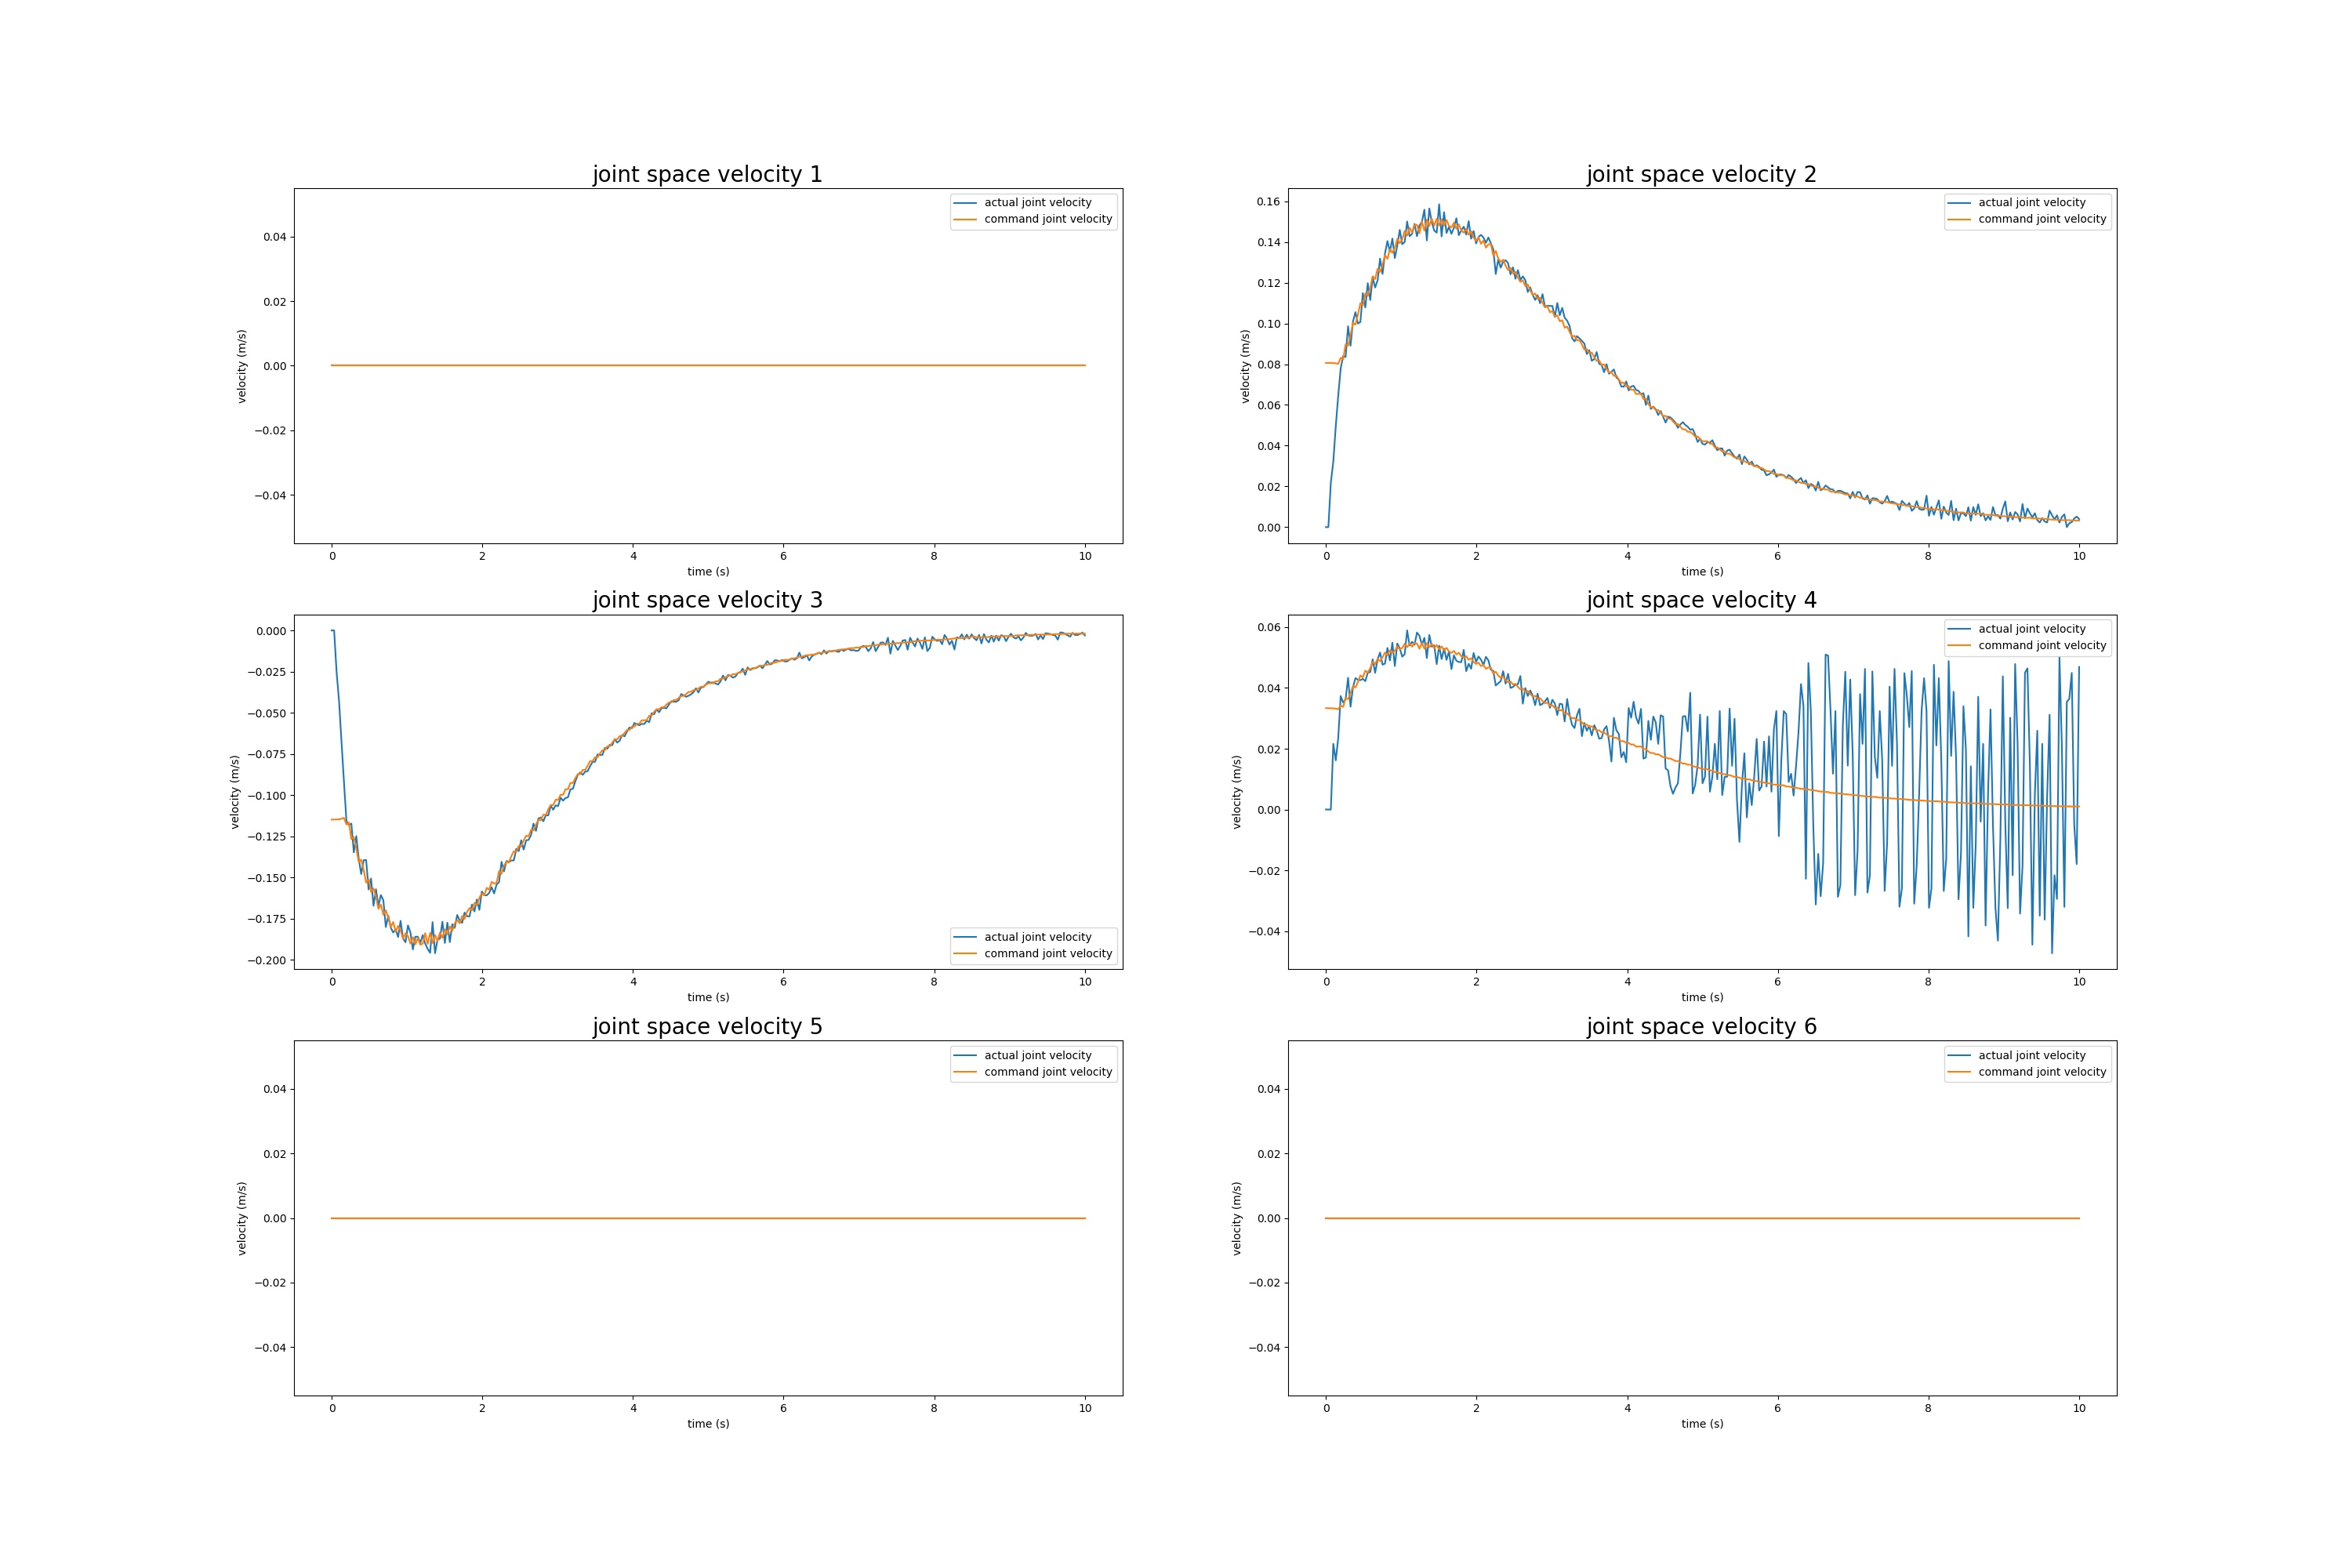 joint space velocity 1
actual joint velocity
command joint velocity
0.04
0.02
0.00
−0.02
−0.04
velocity (m/s)
0 2 4 6 8 10
time (s)
joint space velocity 2
actual joint velocity
command joint velocity
0.16
0.14
0.12
0.10
0.08
0.06
0.04
0.02
0.00
velocity (m/s)
0 2 4 6 8 10
time (s)
joint space velocity 3
0.000
−0.025
−0.050
−0.075
−0.100
−0.125
−0.150
−0.175
−0.200
velocity (m/s)
actual joint velocity
command joint velocity
0 2 4 6 8 10
time (s)
joint space velocity 4
actual joint velocity
command joint velocity
0.06
0.04
0.02
0.00
−0.02
−0.04
velocity (m/s)
0 2 4 6 8 10
time (s)
joint space velocity 5
actual joint velocity
command joint velocity
0.04
0.02
0.00
−0.02
−0.04
velocity (m/s)
0 2 4 6 8 10
time (s)
joint space velocity 6
actual joint velocity
command joint velocity
0.04
0.02
0.00
−0.02
−0.04
velocity (m/s)
0 2 4 6 8 10
time (s)